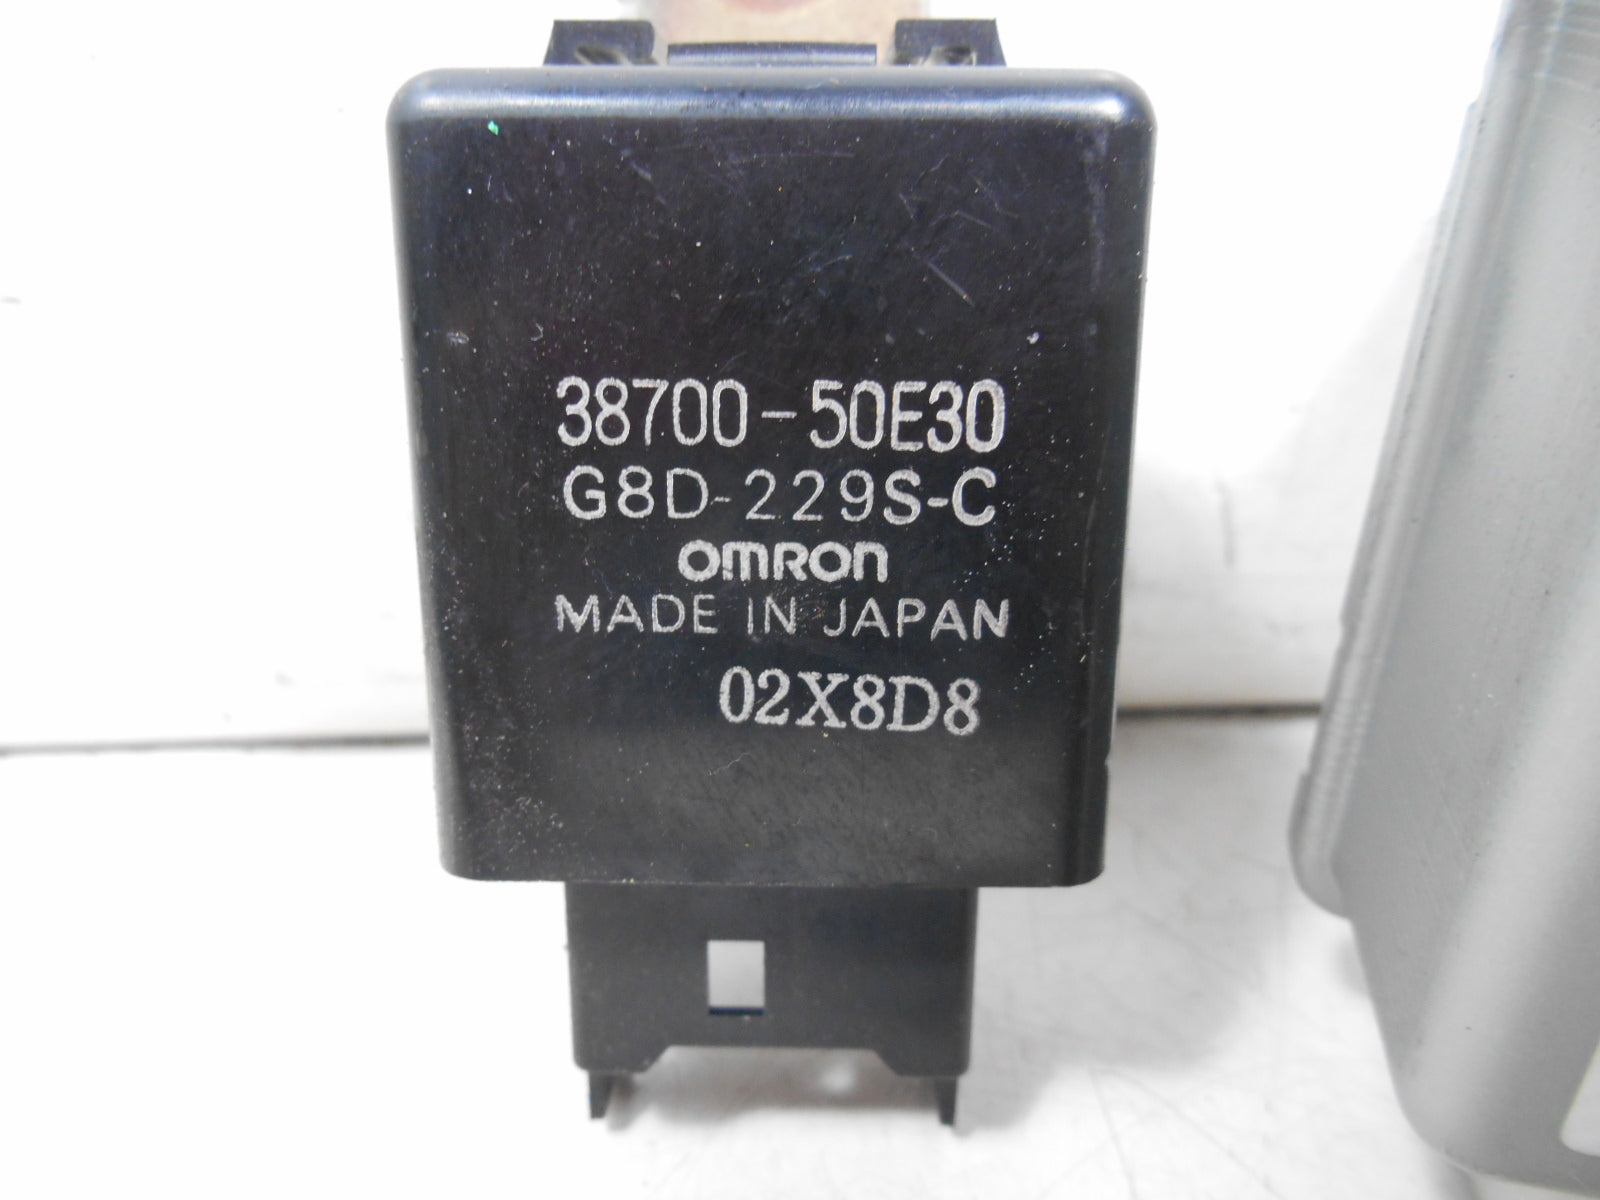 38700-50E30
G8D-229S-C
OMRON
MADE IN JAPAN
02X8D8